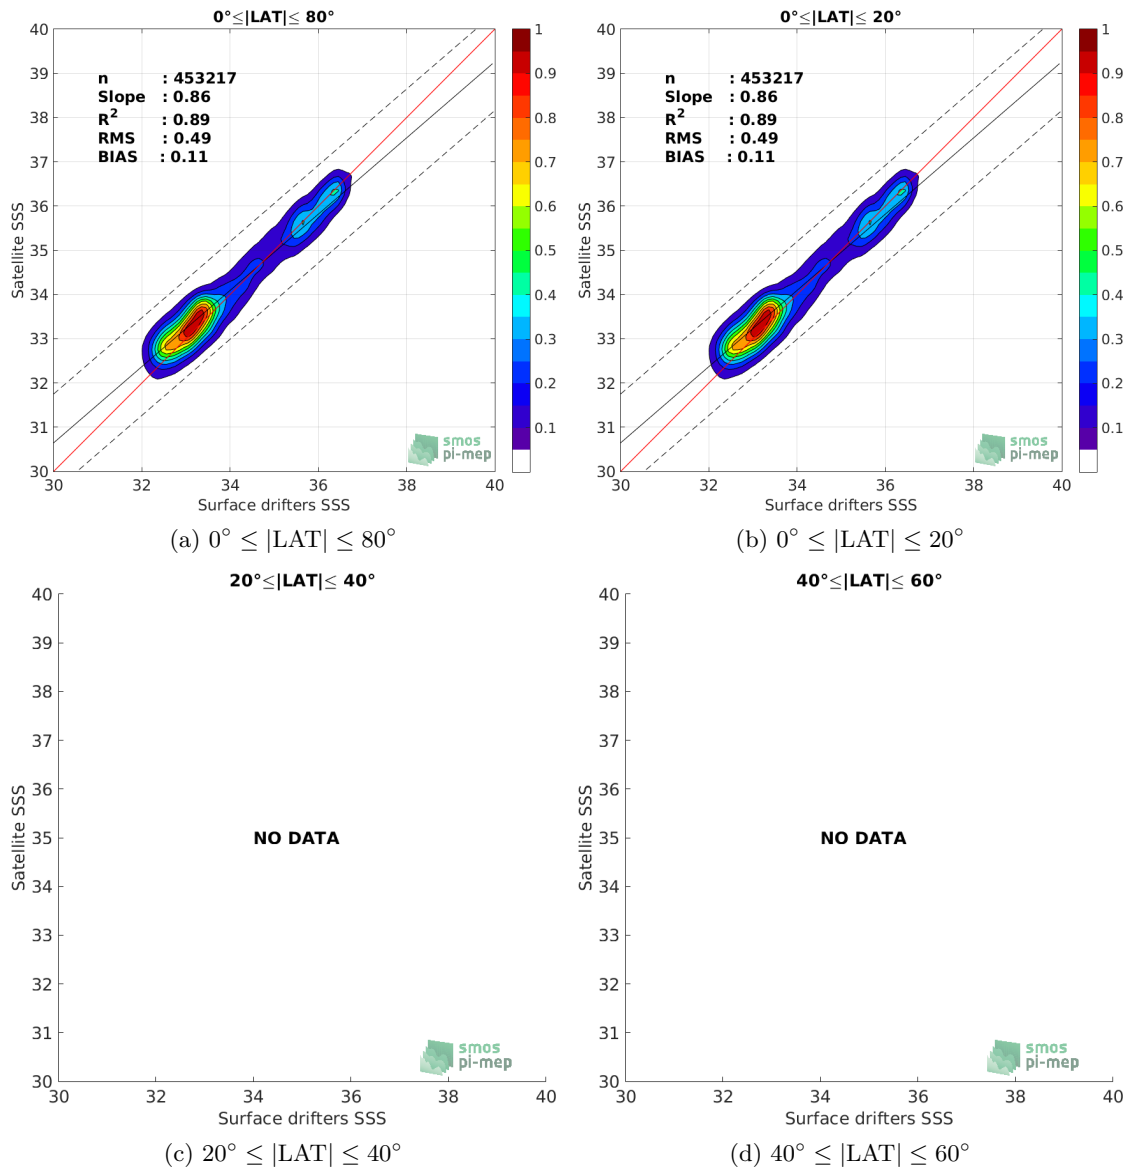 0°≤|LAT|≤ 80°
40
39
38
37
36
35
34
33
32
31
30
Satellite SSS
n : 453217
Slope : 0.86
R² : 0.89
RMS : 0.49
BIAS : 0.11
smos
pi-mep
30 32 34 36 38 40
Surface drifters SSS
1
0.9
0.8
0.7
0.6
0.5
0.4
0.3
0.2
0.1
(a) 0° ≤ |LAT| ≤ 80°
0°≤|LAT|≤ 20°
40
39
38
37
36
35
34
33
32
31
30
Satellite SSS
n : 453217
Slope : 0.86
R² : 0.89
RMS : 0.49
BIAS : 0.11
smos
pi-mep
30 32 34 36 38 40
Surface drifters SSS
1
0.9
0.8
0.7
0.6
0.5
0.4
0.3
0.2
0.1
(b) 0° ≤ |LAT| ≤ 20°
20°≤|LAT|≤ 40°
40
39
38
37
36
35
34
33
32
31
30
Satellite SSS
NO DATA
smos
pi-mep
30 32 34 36 38 40
Surface drifters SSS
(c) 20° ≤ |LAT| ≤ 40°
40°≤|LAT|≤ 60°
40
39
38
37
36
35
34
33
32
31
30
Satellite SSS
NO DATA
smos
pi-mep
30 32 34 36 38 40
Surface drifters SSS
(d) 40° ≤ |LAT| ≤ 60°